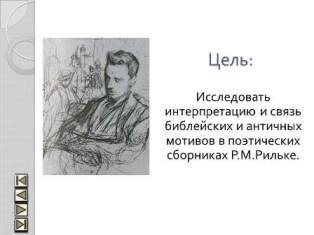 Цель:
Исследовать
интерпретацию и связь
библейских и античных
мотивов в поэтических
сборниках Р.М.Рильке.